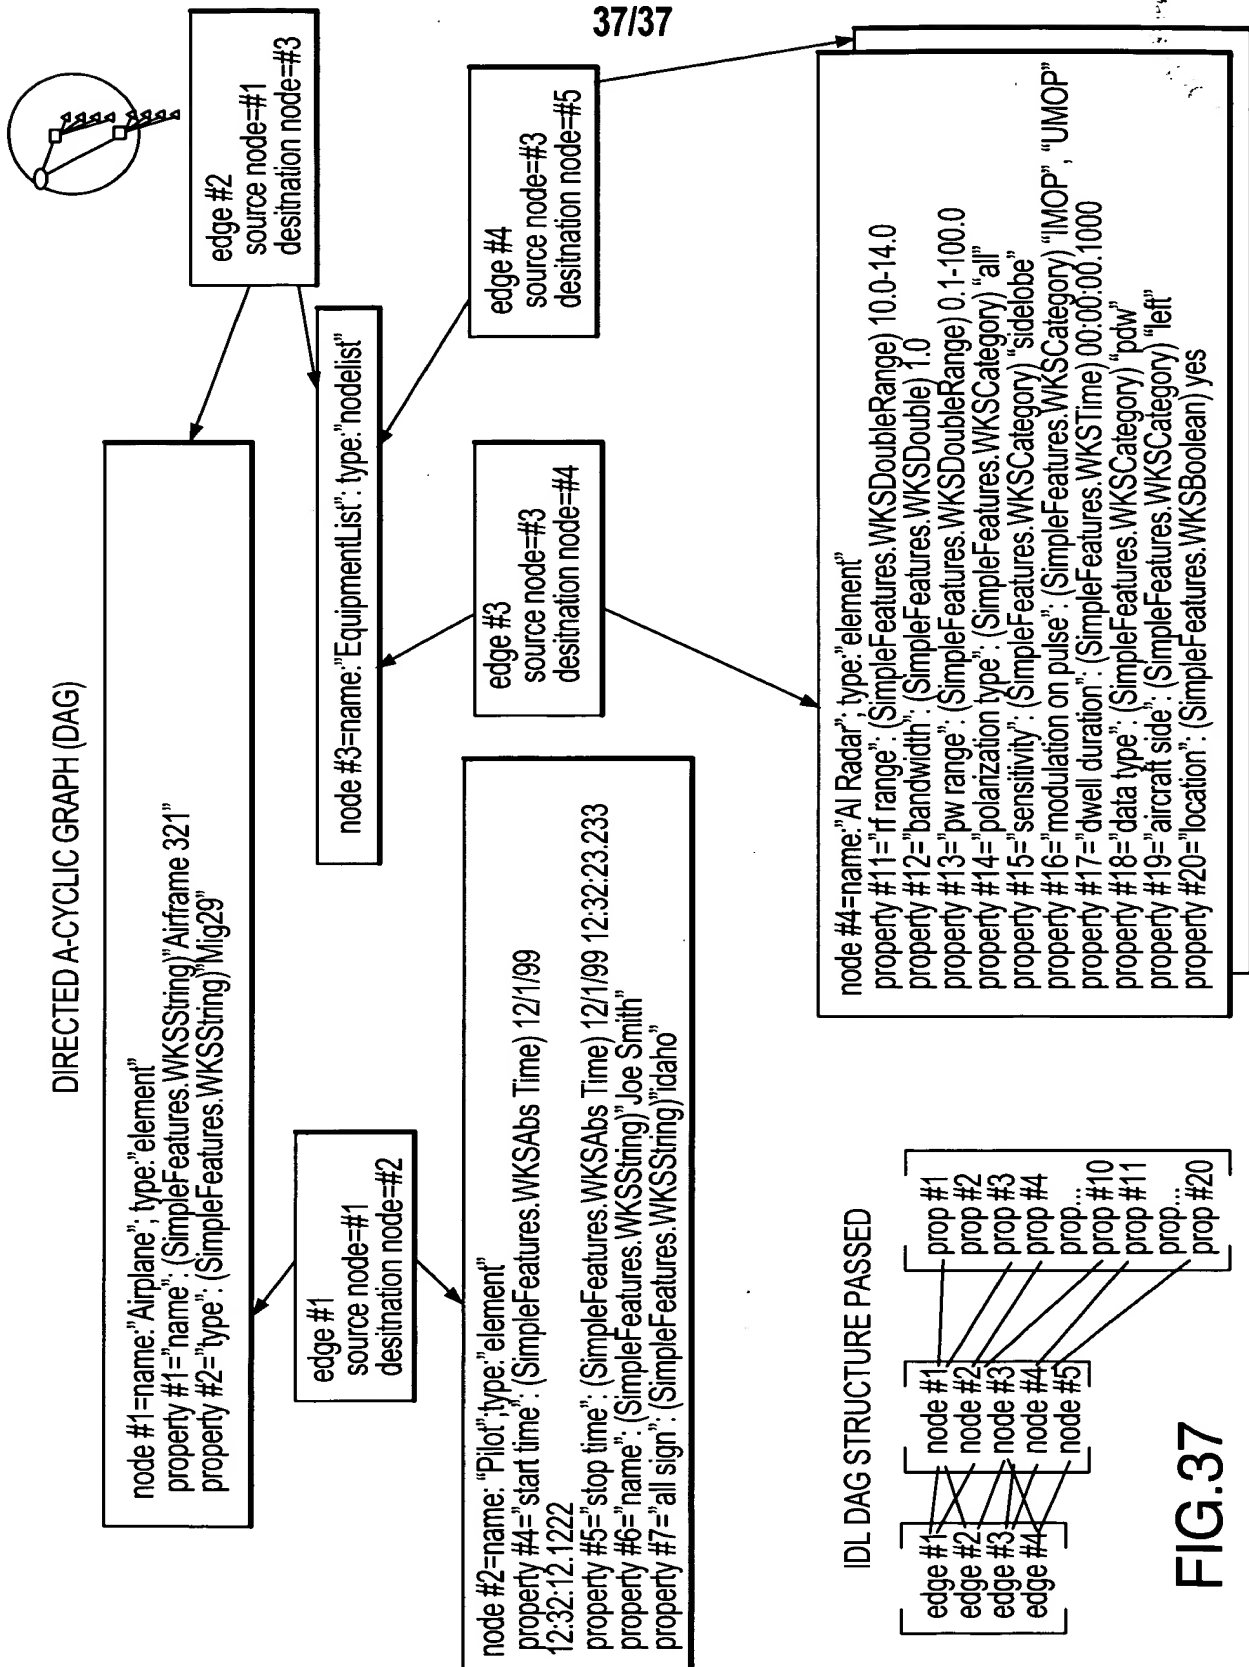 37/37
DIRECTED A-CYCLIC GRAPH (DAG)
node #1=name:"Airplane"; type:"element"
property #1="name": (SimpleFeatures.WKSString)"Airframe 321"
property #2="type": (SimpleFeatures.WKSString)"Mig29"
edge #2
source node=#1
desitnation node=#3
edge #1
source node=#1
desitnation node=#2
node #3=name:"EquipmentList": type:"nodelist"
node #2=name: "Pilot";type:"element"
property #4="start time": (SimpleFeatures.WKSAbs Time) 12/1/99
12:32:12.1222
property #5="stop time": (SimpleFeatures.WKSAbs Time) 12/1/99 12:32:23.233
property #6="name": (SimpleFeatures.WKSString)"Joe Smith"
property #7="all sign": (SimpleFeatures.WKSString)"idaho"
edge #3
source node=#3
desitnation node=#4
edge #4
source node=#3
desitnation node=#5
node #4=name:"AI Radar"; type:"element"
property #11="rf range": (SimpleFeatures.WKSDoubleRange) 10.0-14.0
property #12="bandwidth": (SimpleFeatures.WKSDouble) 1.0
property #13="pw range": (SimpleFeatures.WKSDoubleRange) 0.1-100.0
property #14="polarization type": (SimpleFeatures.WKSCategory) "all"
property #15="sensitivity": (SimpleFeatures.WKSCategory) "sidelobe"
property #16="modulation on pulse": (SimpleFeatures.WKSCategory) "IMOP", "UMOP"
property #17="dwell duration": (SimpleFeatures.WKSTime) 00:00:00.1000
property #18="data type": (SimpleFeatures.WKSCategory) "pdw"
property #19="aircraft side": (SimpleFeatures.WKSCategory) "left"
property #20="location": (SimpleFeatures.WKSBoolean) yes
IDL DAG STRUCTURE PASSED
edge #1
edge #2
edge #3
edge #4
node #1
node #2
node #3
node #4
node #5
prop #1
prop #2
prop #3
prop #4
prop...
prop #10
prop #11
prop...
prop #20
FIG.37